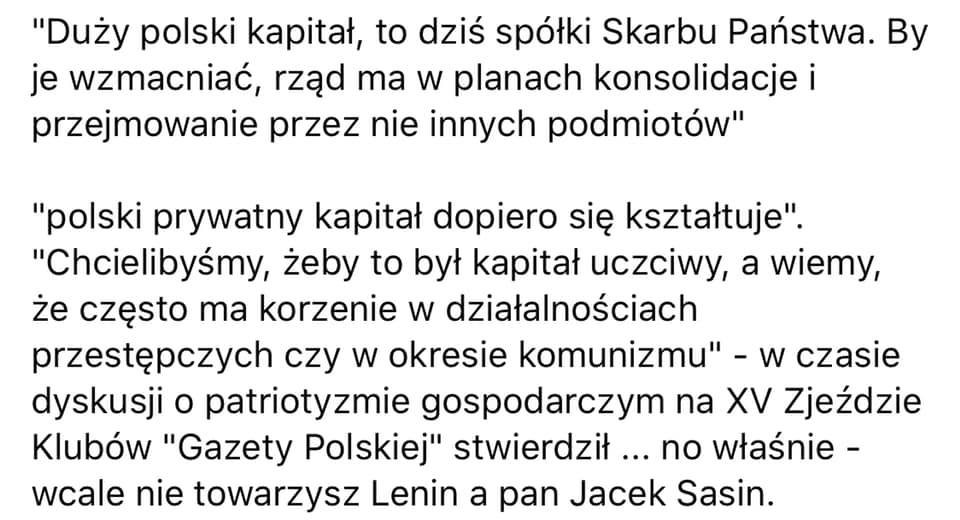 "Duży polski kapitał, to dziś spółki Skarbu Państwa. By
je wzmacniać, rząd ma w planach konsolidacje i
przejmowanie przez nie innych podmiotów"
"polski prywatny kapitał dopiero się kształtuje".
"Chcielibyśmy, żeby to był kapitał uczciwy, a wiemy,
że często ma korzenie w działalnościach
przestępczych czy w okresie komunizmu" - w czasie
dyskusji o patriotyzmie gospodarczym na XV Zjeździe
Klubów "Gazety Polskiej" stwierdził ... no właśnie -
wcale nie towarzysz Lenin a pan Jacek Sasin.